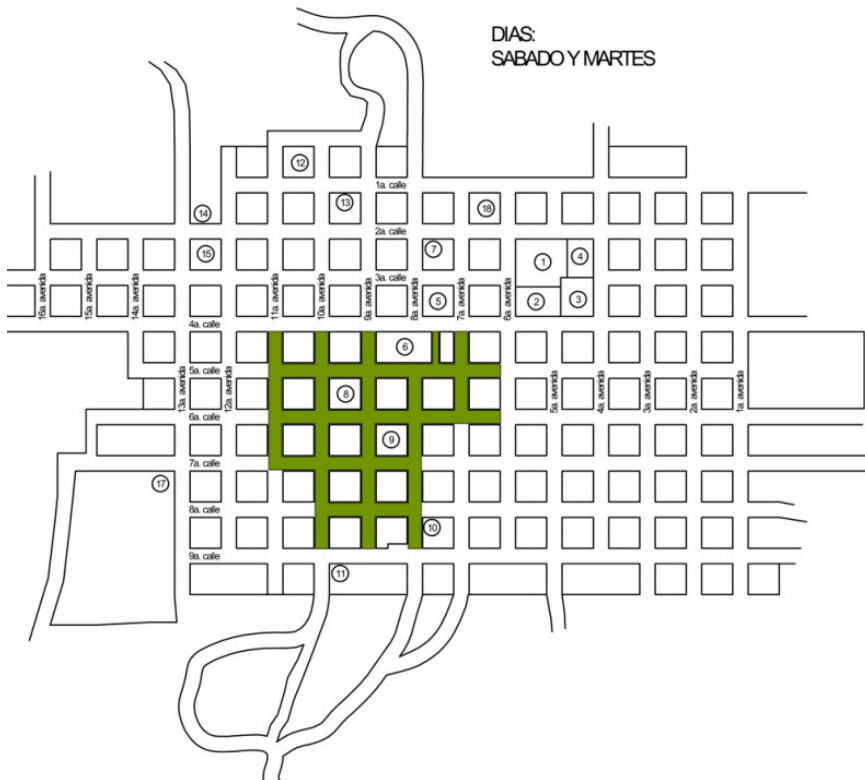 DIAS:
SABADO Y MARTES
12
1a. calle
13
18
14
2a. calle
7
15
1
4
3a. calle
16a. avenida
15a. avenida
14a. avenida
11a. avenida
10a. avenida
9a. avenida
8a. avenida
7a. avenida
6a. avenida
5
2
3
4a. calle
6
5a. calle
13a. avenida
12a. avenida
8
5a. avenida
4a. avenida
3a. avenida
2a. avenida
1a. avenida
6a. calle
9
7a. calle
17
8a. calle
10
9a. calle
11